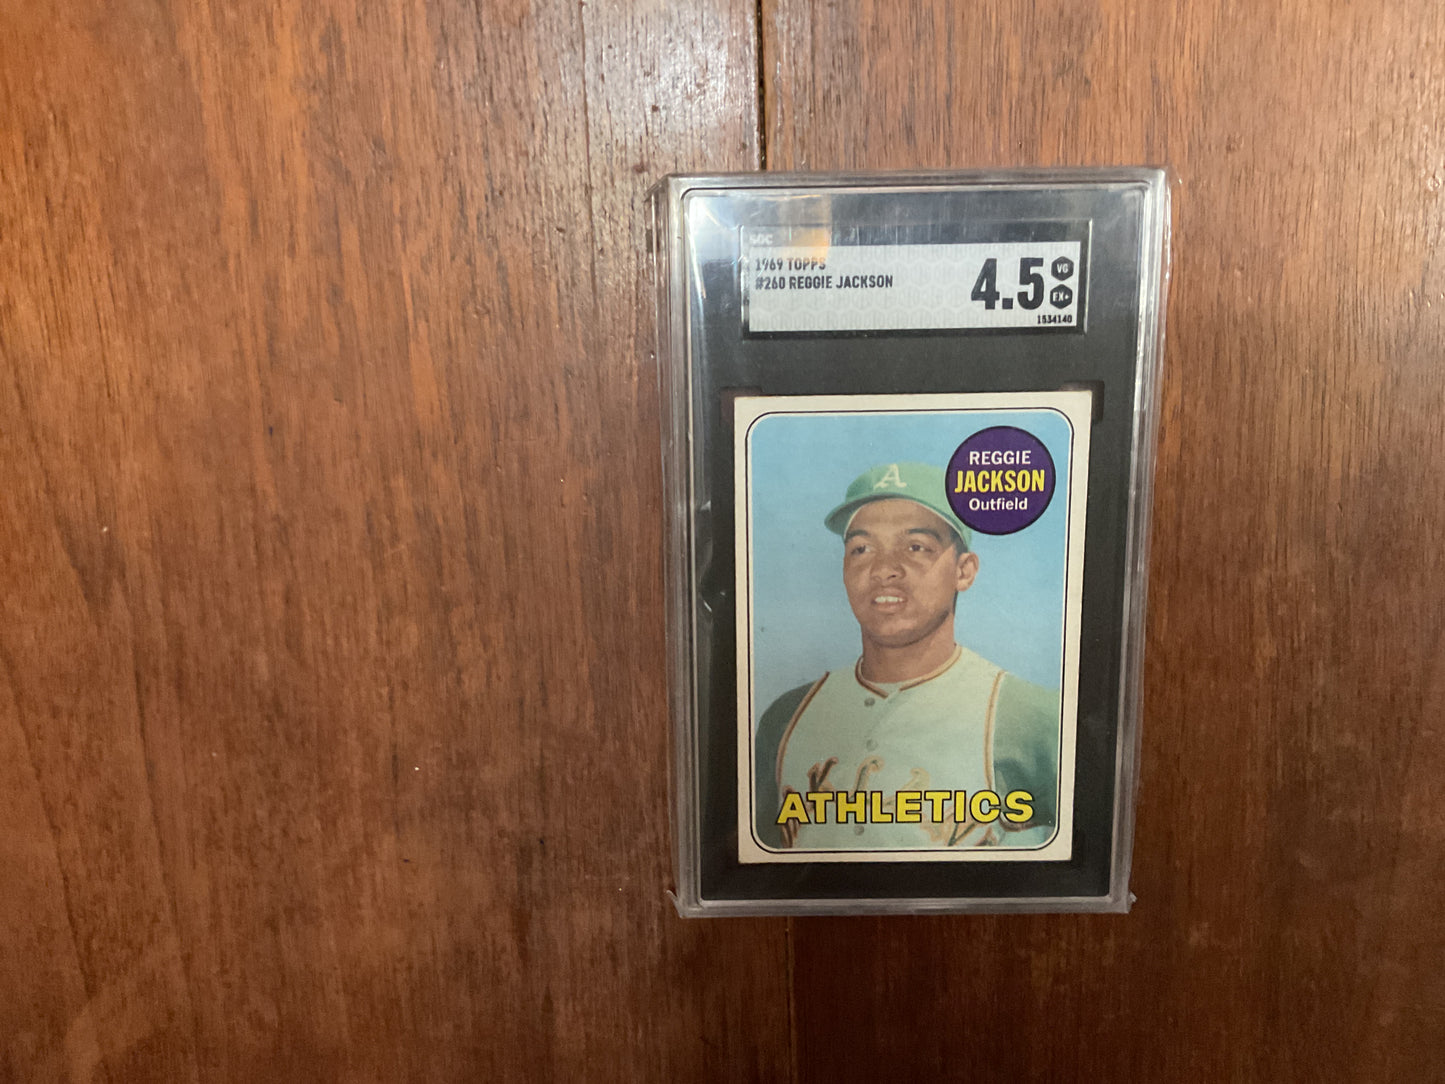 SGC
1969 TOPPS
#260 REGGIE JACKSON
4.5
VG
EX+
1534140
REGGIE
JACKSON
Outfield
A
ATHLETICS